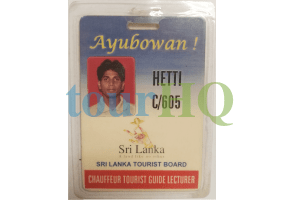 Ayubowan !
HETTI
C/605
tourHQ
Sri Lanka
SRI LANKA TOURIST BOARD
CHAUFFEUR TOURIST GUIDE LECTURER